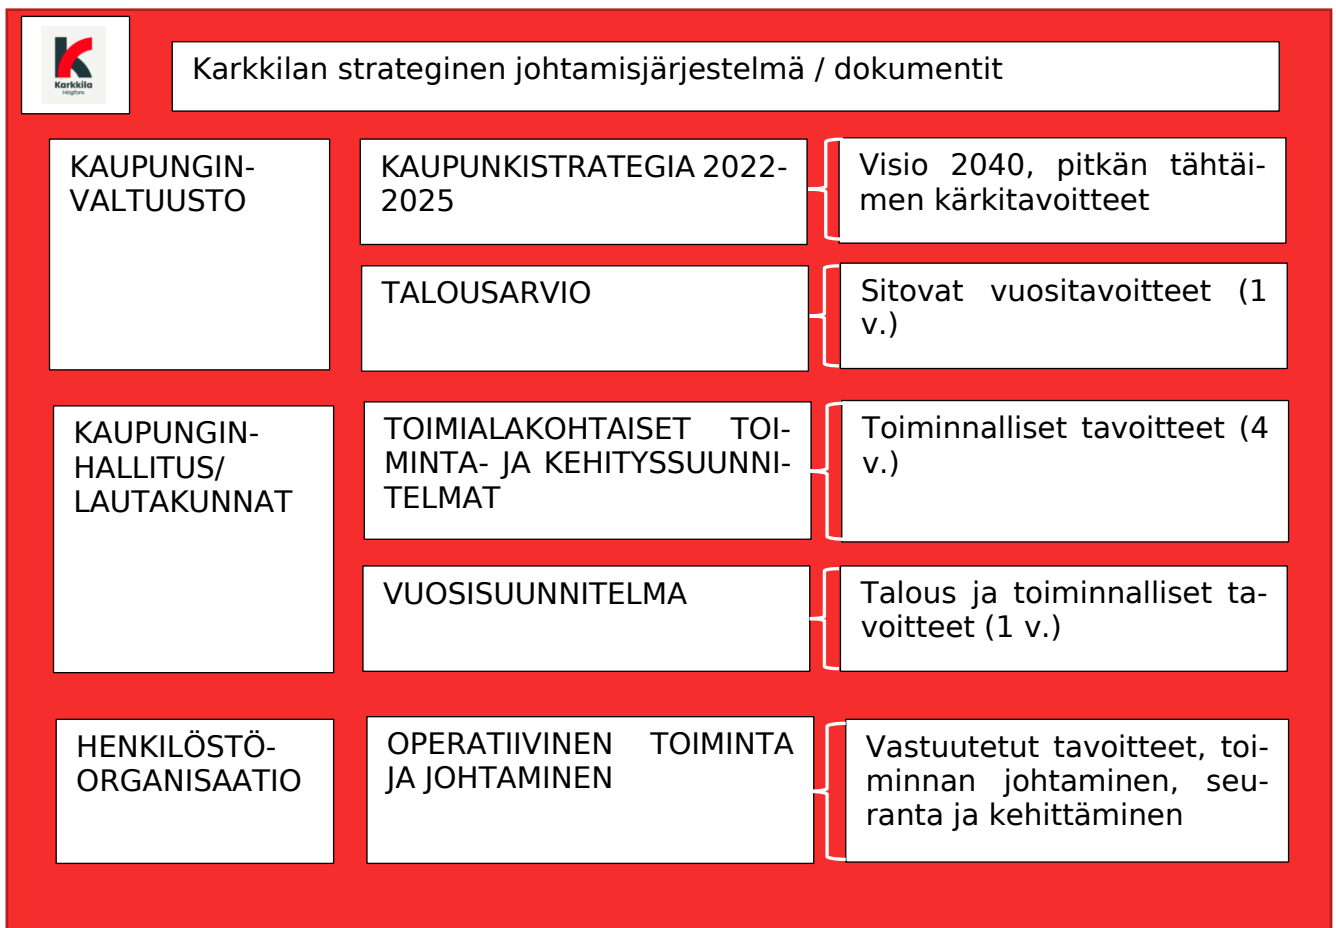 Karkkila
Högfors
Karkkilan strateginen johtamisjärjestelmä / dokumentit
KAUPUNGIN-
VALTUUSTO
KAUPUNKISTRATEGIA 2022-
2025
Visio 2040, pitkän tähtäi-
men kärkitavoitteet
TALOUSARVIO
Sitovat vuositavoitteet (1
v.)
KAUPUNGIN-
HALLITUS/
LAUTAKUNNAT
TOIMIALAKOHTAISET TOI-
MINTA- JA KEHITYSSUUNNI-
TELMAT
Toiminnalliset tavoitteet (4
v.)
VUOSISUUNNITELMA
Talous ja toiminnalliset ta-
voitteet (1 v.)
HENKILÖSTÖ-
ORGANISAATIO
OPERATIIVINEN TOIMINTA
JA JOHTAMINEN
Vastuutetut tavoitteet, toi-
minnan johtaminen, seu-
ranta ja kehittäminen